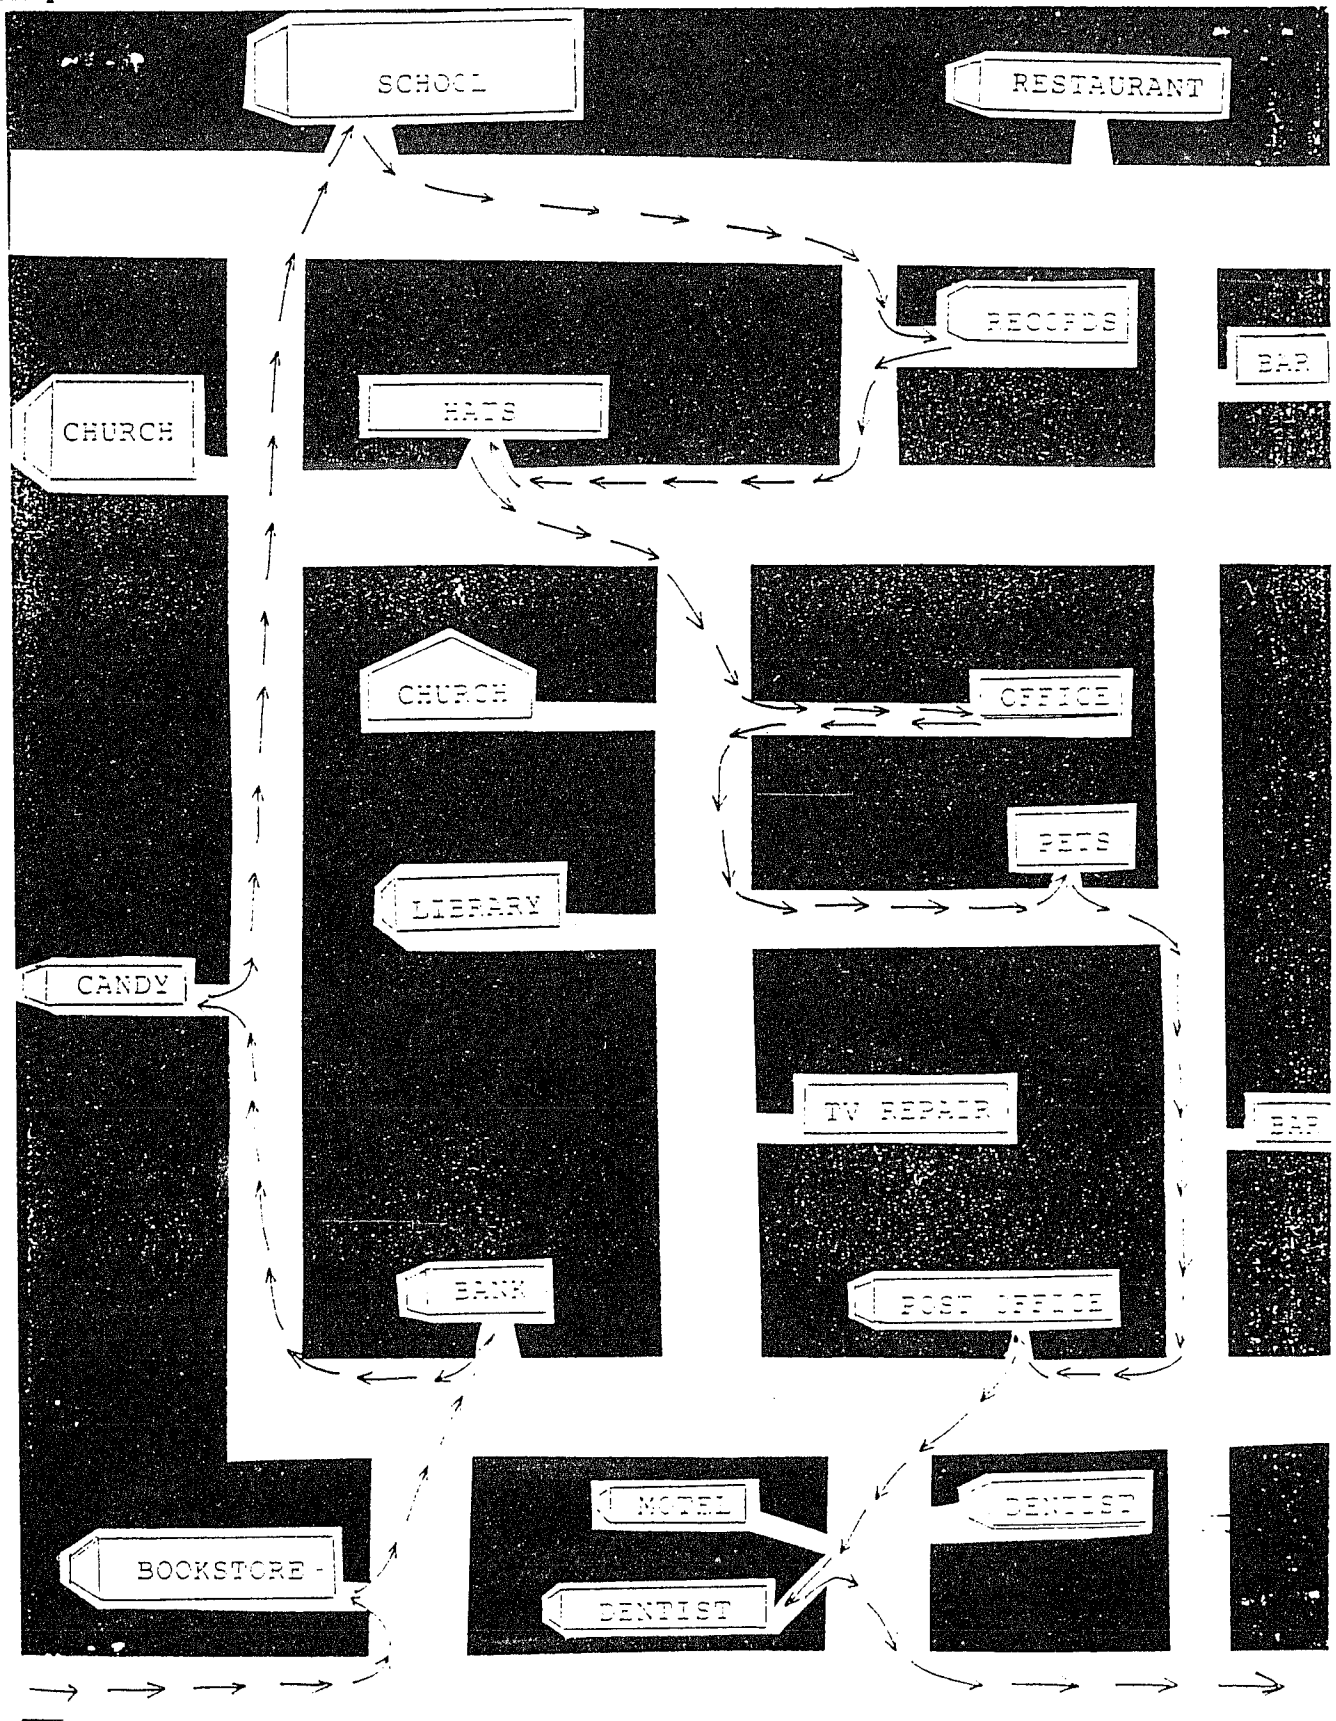 SCHOOL
RESTAURANT
RECORDS
BAR
HATS
CHURCH
CHURCH
OFFICE
PETS
LIBRARY
CANDY
TV REPAIR
BAR
BANK
POST OFFICE
MOTEL
DENTIST
BOOKSTORE
DENTIST